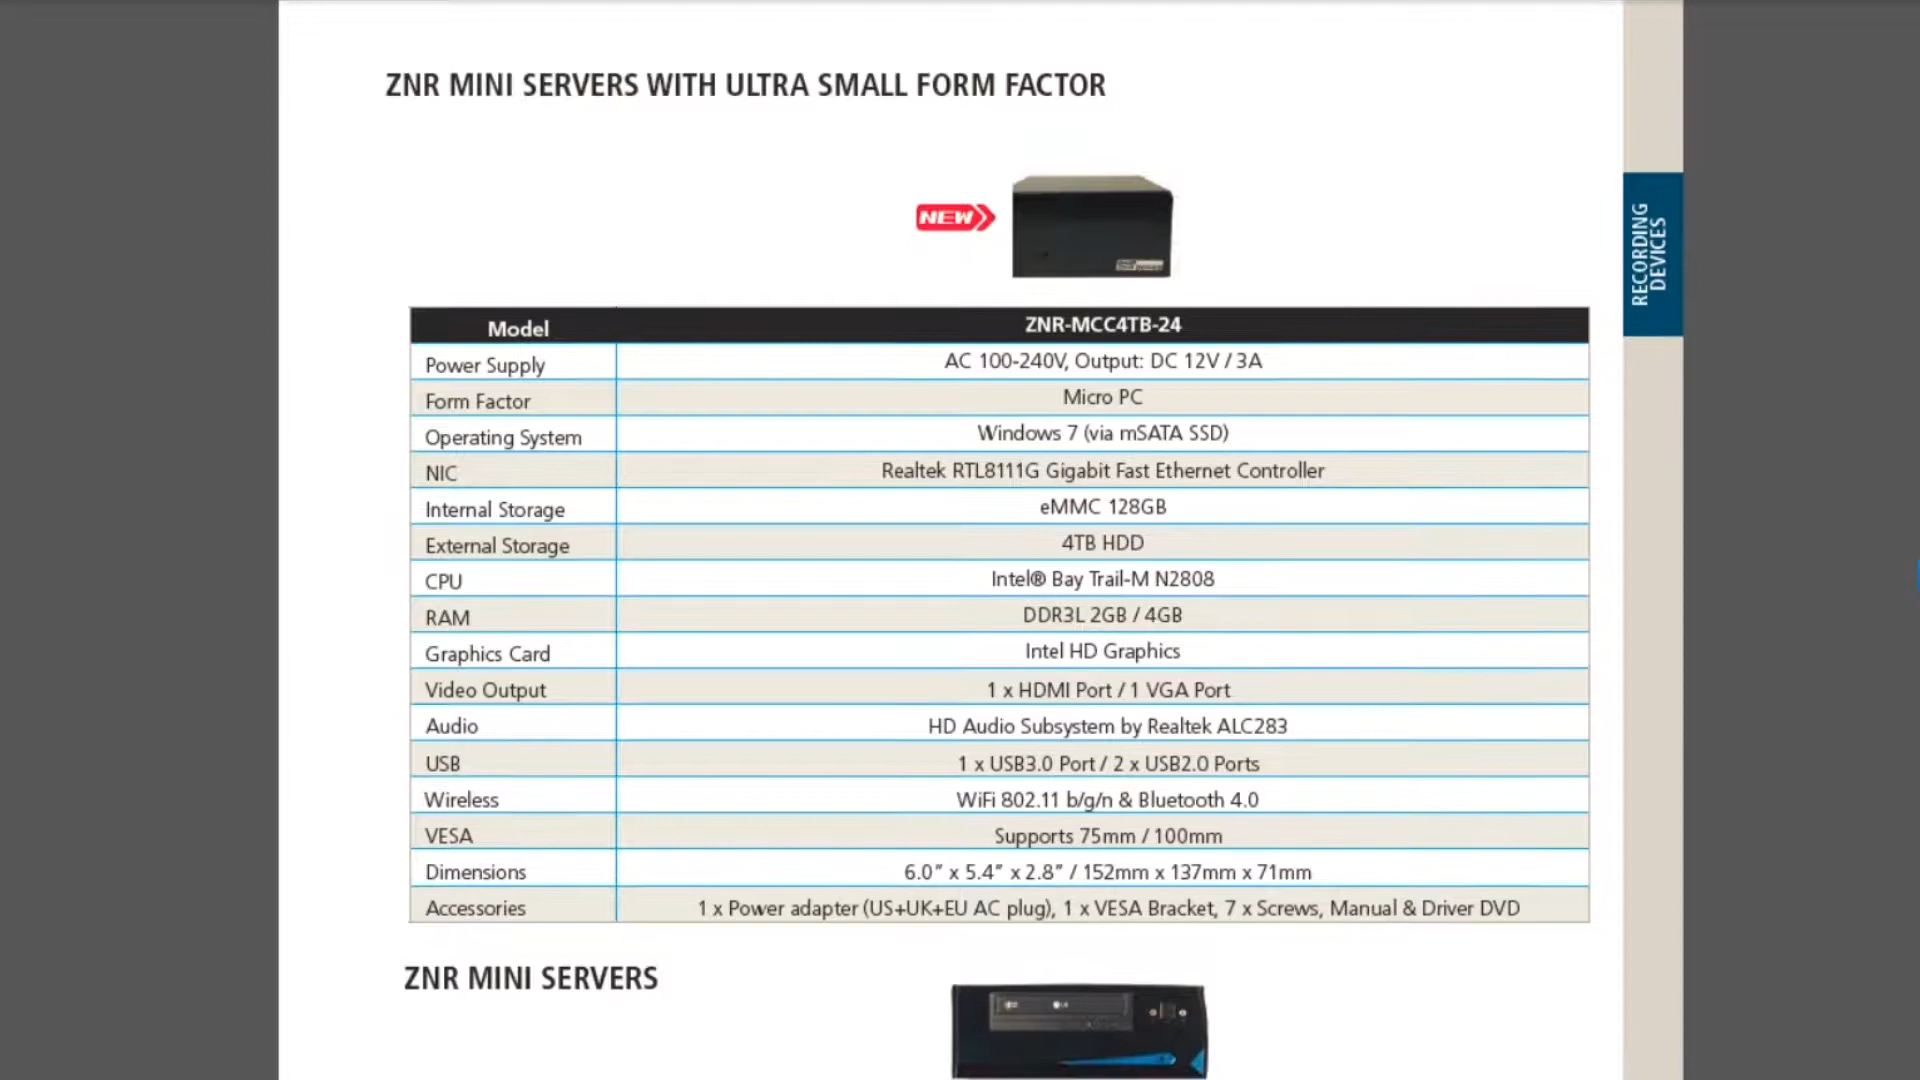 ZNR MINI SERVERS WITH ULTRA SMALL FORM FACTOR
NEW
RECORDING
DEVICES
Model ZNR-MCC4TB-24
Power Supply AC 100-240V, Output: DC 12V / 3A
Form Factor Micro PC
Operating System Windows 7 (via mSATA SSD)
NIC Realtek RTL8111G Gigabit Fast Ethernet Controller
Internal Storage eMMC 128GB
External Storage 4TB HDD
CPU Intel® Bay Trail-M N2808
RAM DDR3L 2GB / 4GB
Graphics Card Intel HD Graphics
Video Output 1 x HDMI Port / 1 VGA Port
Audio HD Audio Subsystem by Realtek ALC283
USB 1 x USB3.0 Port / 2 x USB2.0 Ports
Wireless WiFi 802.11 b/g/n & Bluetooth 4.0
VESA Supports 75mm / 100mm
Dimensions 6.0” x 5.4” x 2.8” / 152mm x 137mm x 71mm
Accessories 1 x Power adapter (US+UK+EU AC plug), 1 x VESA Bracket, 7 x Screws, Manual & Driver DVD
ZNR MINI SERVERS